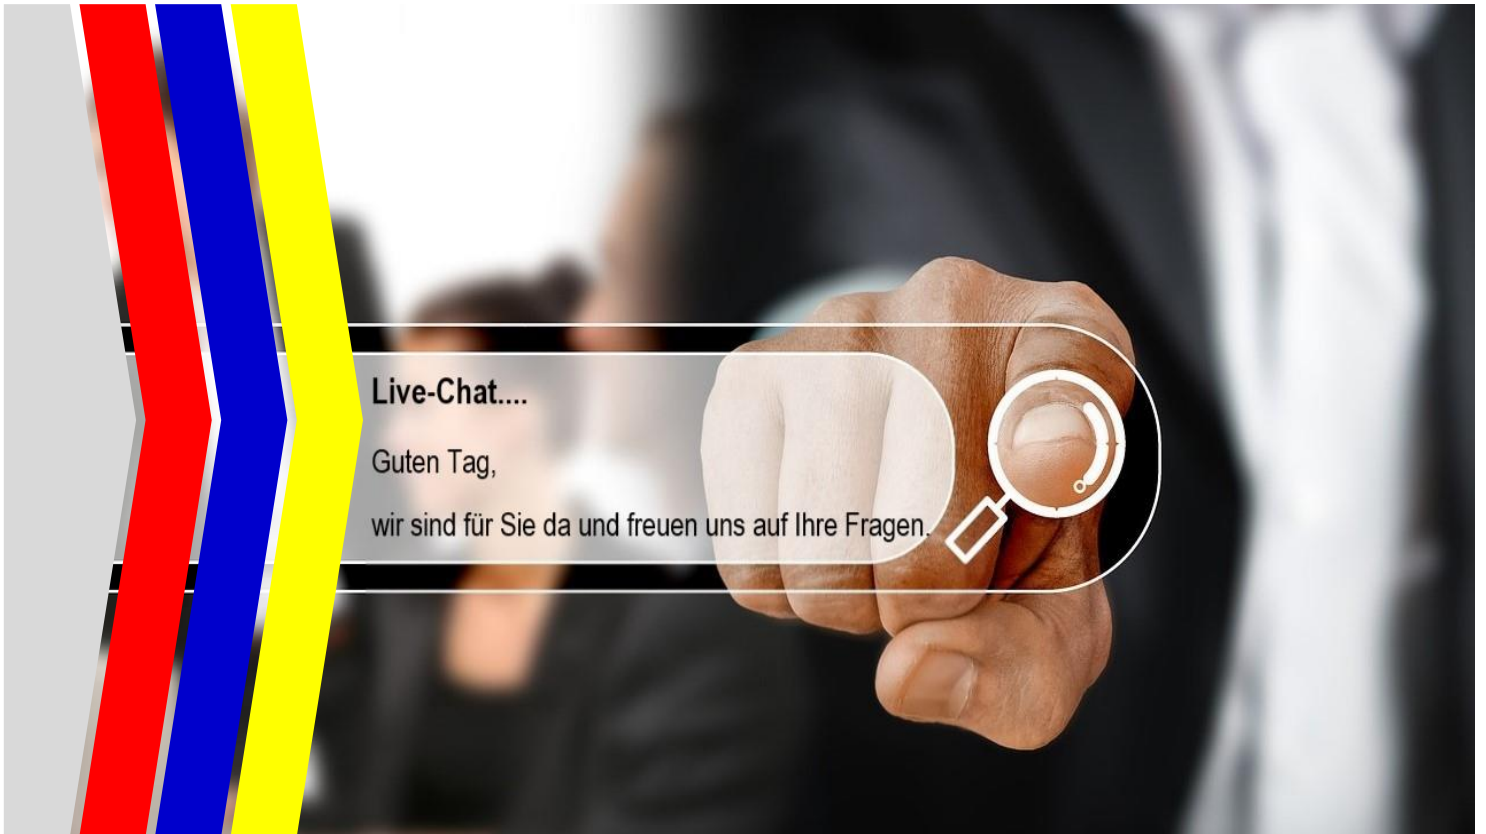 Live-Chat....
Guten Tag,
wir sind für Sie da und freuen uns auf Ihre Fragen.